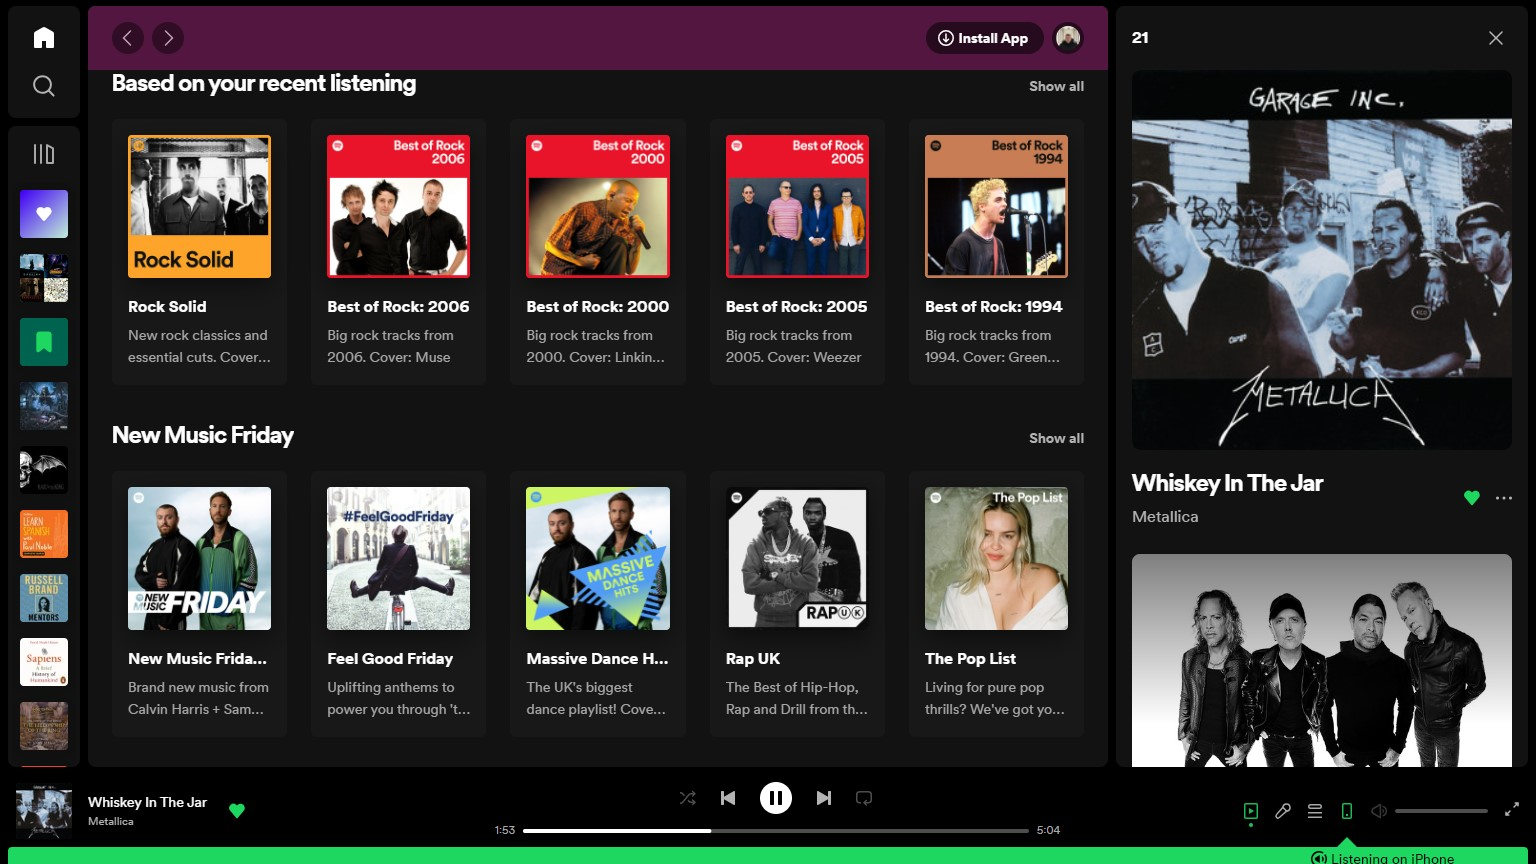 Install App
Based on your recent listening
Show all
Rock Solid
Best of Rock
2006
Best of Rock
2000
Best of Rock
2005
Best of Rock
1994
Rock Solid
New rock classics and
essential cuts. Cover...
Best of Rock: 2006
Big rock tracks from
2006. Cover: Muse
Best of Rock: 2000
Big rock tracks from
2000. Cover: Linkin...
Best of Rock: 2005
Big rock tracks from
2005. Cover: Weezer
Best of Rock: 1994
Big rock tracks from
1994. Cover: Green...
New Music Friday
Show all
NEW
MUSIC
FRIDAY
#FeelGoodFriday
MASSIVE
DANCE
HITS
RAP UK
The Pop List
New Music Frida...
Brand new music from
Calvin Harris + Sam...
Feel Good Friday
Uplifting anthems to
power you through 't...
Massive Dance H...
The UK's biggest
dance playlist! Cove...
Rap UK
The Best of Hip-Hop,
Rap and Drill from th...
The Pop List
Living for pure pop
thrills? We've got yo...
LEARN
SPANISH
with
Paul Noble
RUSSELL
BRAND
MENTORS
Sapiens
A Brief
History of
Humankind
21
GARAGE INC.
METALLICA
Whiskey In The Jar
Metallica
Whiskey In The Jar
Metallica
1:53
5:04
Listening on iPhone